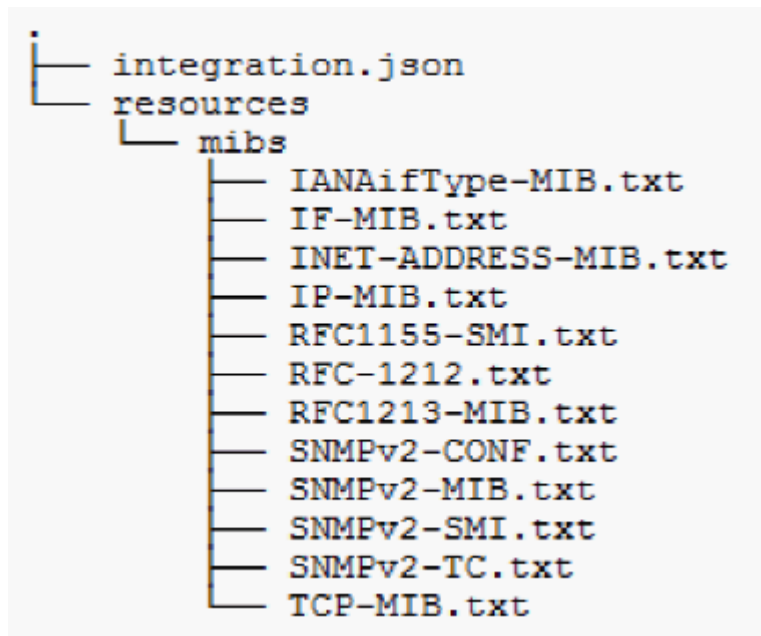 .
├── integration.json
└── resources
    └── mibs
        ├── IANAifType-MIB.txt
        ├── IF-MIB.txt
        ├── INET-ADDRESS-MIB.txt
        ├── IP-MIB.txt
        ├── RFC1155-SMI.txt
        ├── RFC-1212.txt
        ├── RFC1213-MIB.txt
        ├── SNMPv2-CONF.txt
        ├── SNMPv2-MIB.txt
        ├── SNMPv2-SMI.txt
        ├── SNMPv2-TC.txt
        └── TCP-MIB.txt